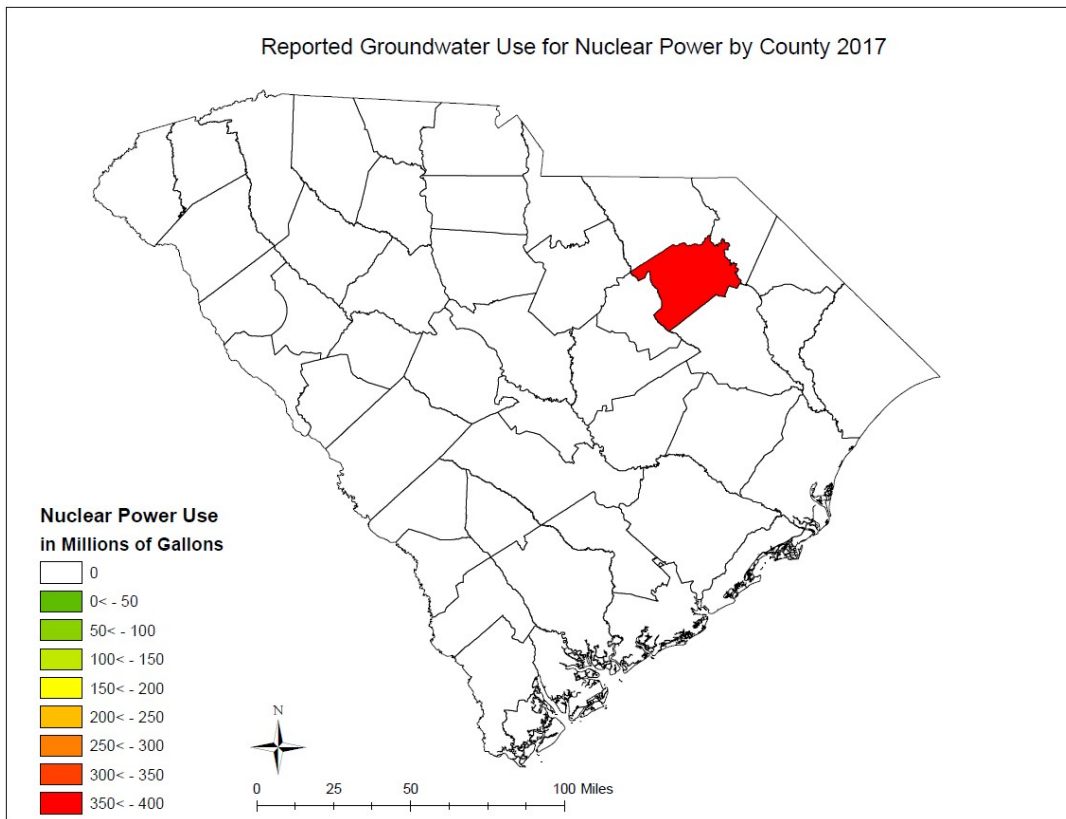 Reported Groundwater Use for Nuclear Power by County 2017
Nuclear Power Use
in Millions of Gallons
0
0< - 50
50< - 100
100< - 150
150< - 200
200< - 250
250< - 300
300< - 350
350< - 400
N
0 25 50 100 Miles